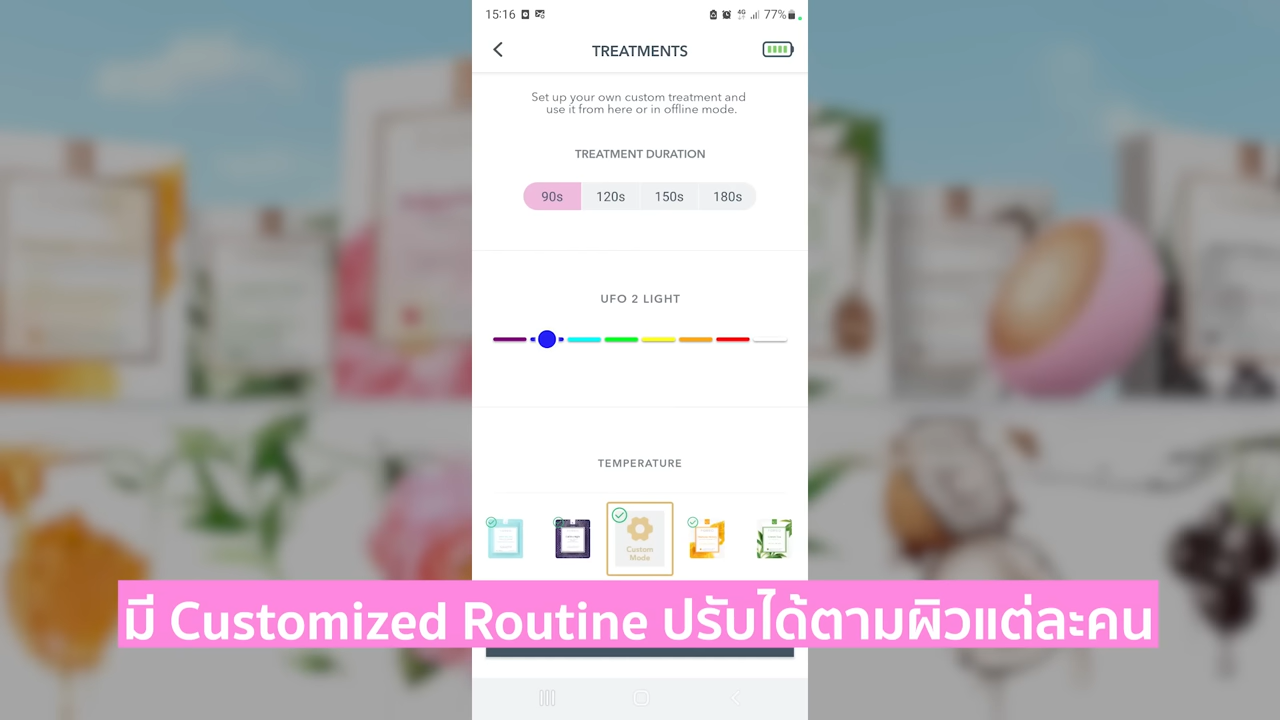 15:16
4G
77%
TREATMENTS
Set up your own custom treatment and
use it from here or in offline mode.
TREATMENT DURATION
90s 120s 150s 180s
UFO 2 LIGHT
TEMPERATURE
Custom
Mode
มี Customized Routine ปรับได้ตามผิวแต่ละคน